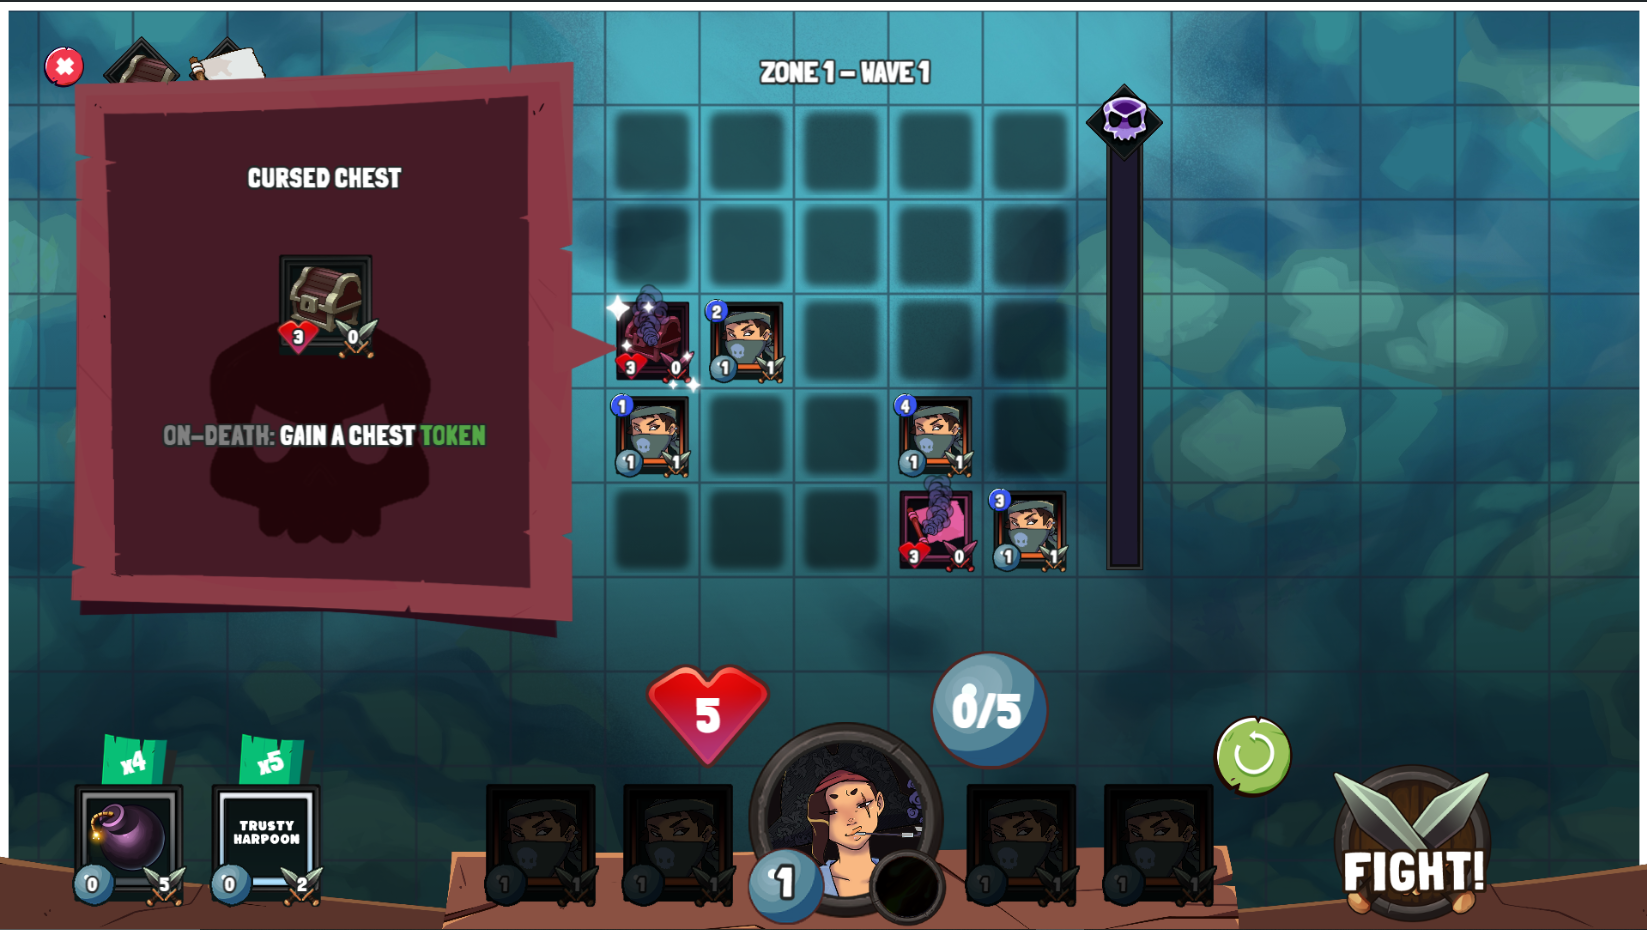 ZONE 1 – WAVE 1
CURSED CHEST
3 0
ON-DEATH: GAIN A CHEST TOKEN
3 0
2 1 1
1 1 1
4 1 1
3 0
3 1 1
5
0/5
x4
x5
TRUSTY
HARPOON
0 5
0 2
1 1
1 1
1
1 1
1 1
FIGHT!